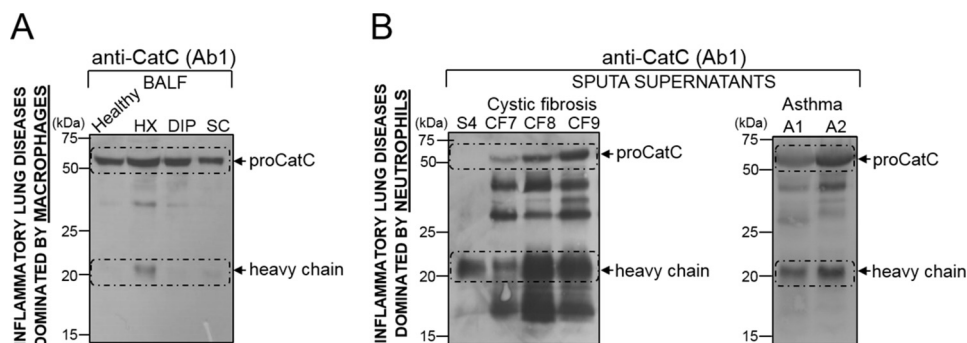 A
anti-CatC (Ab1)
BALF
INFLAMMATORY LUNG DISEASES
DOMINATED BY MACROPHAGES
(kDa)
Healthy HX DIP SC
75
50
25
20
15
proCatC
heavy chain
B
anti-CatC (Ab1)
SPUTA SUPERNATANTS
INFLAMMATORY LUNG DISEASES
DOMINATED BY NEUTROPHILS
Cystic fibrosis
(kDa) S4 CF7 CF8 CF9
75
50
25
20
15
proCatC
heavy chain
Asthma
(kDa) A1 A2
75
50
25
20
15
proCatC
heavy chain